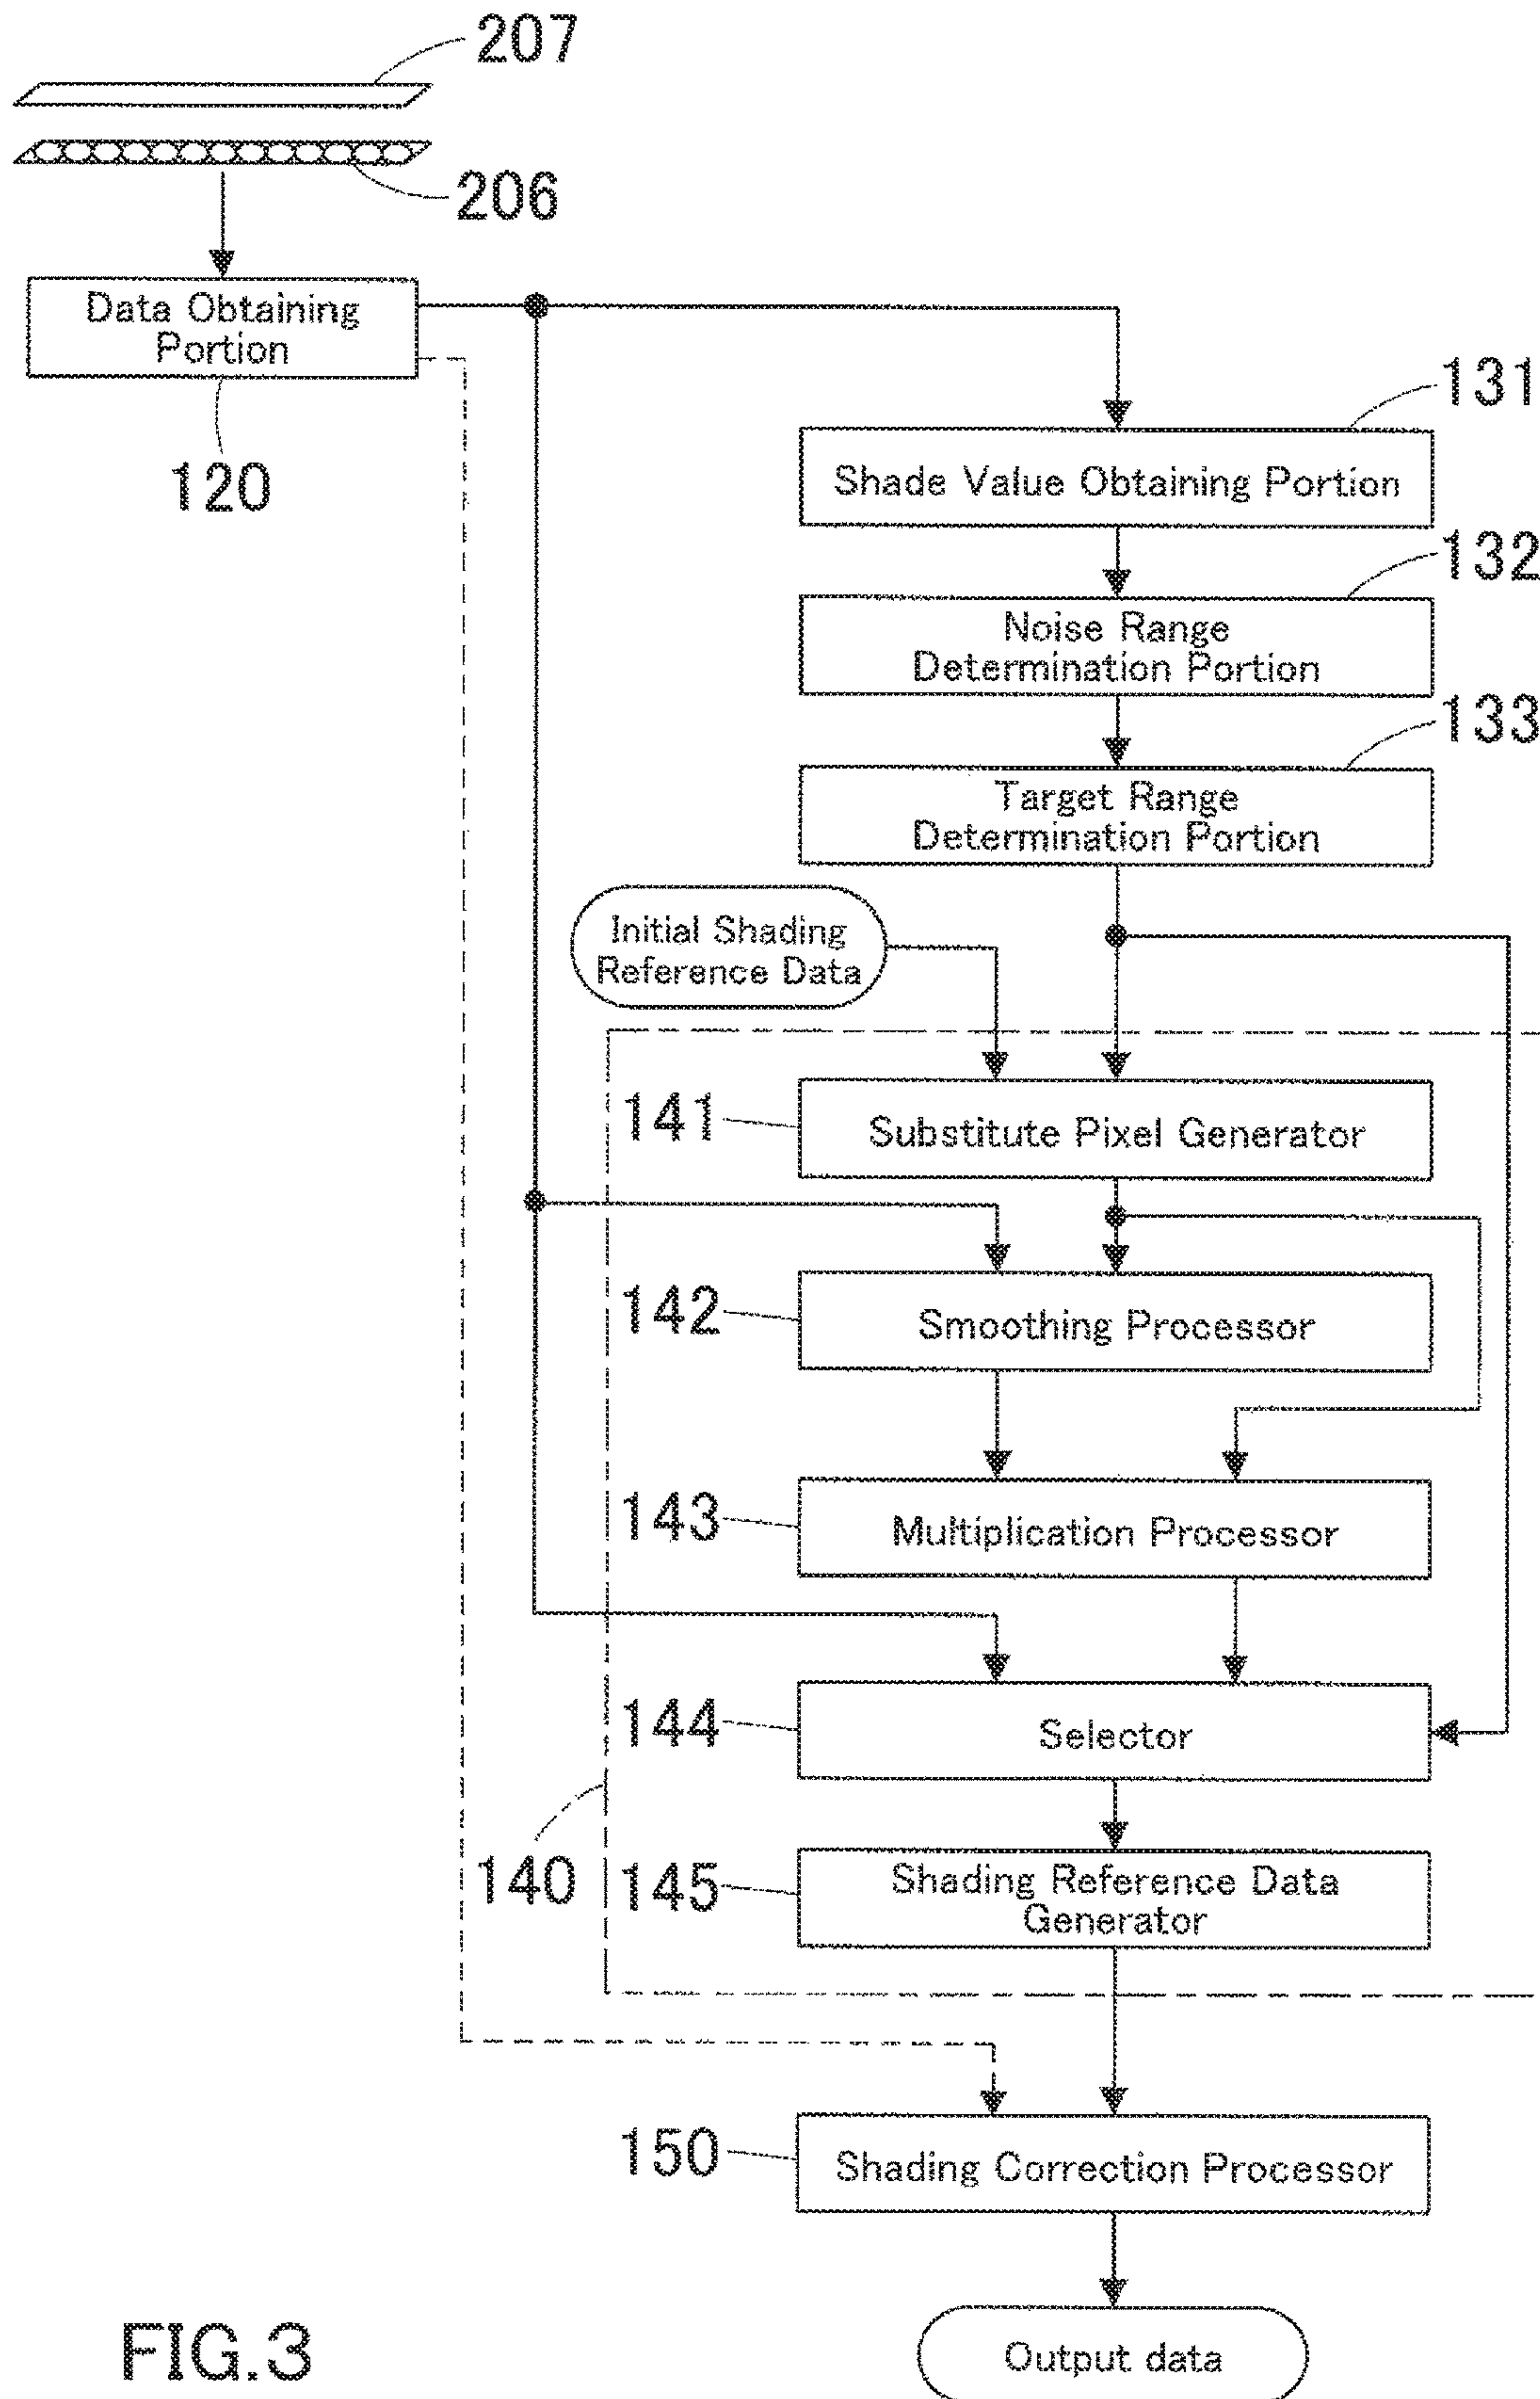 207
206
Data Obtaining
Portion
120
131
Shade Value Obtaining Portion
132
Noise Range
Determination Portion
133
Target Range
Determination Portion
Initial Shading
Reference Data
141
Substitute Pixel Generator
142
Smoothing Processor
143
Multiplication Processor
144
Selector
140
145
Shading Reference Data
Generator
150
Shading Correction Processor
Output data
FIG.3